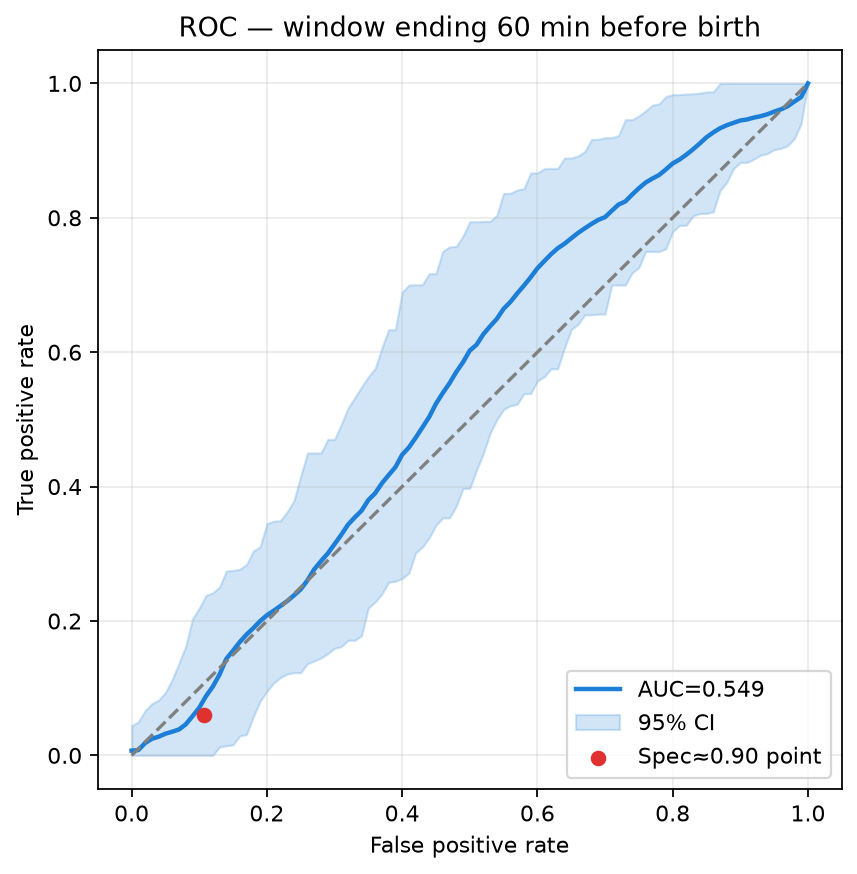 ROC — window ending 60 min before birth
True positive rate
1.0
0.8
0.6
0.4
0.2
0.0
0.0 0.2 0.4 0.6 0.8 1.0
False positive rate
AUC=0.549
95% CI
Spec≈0.90 point